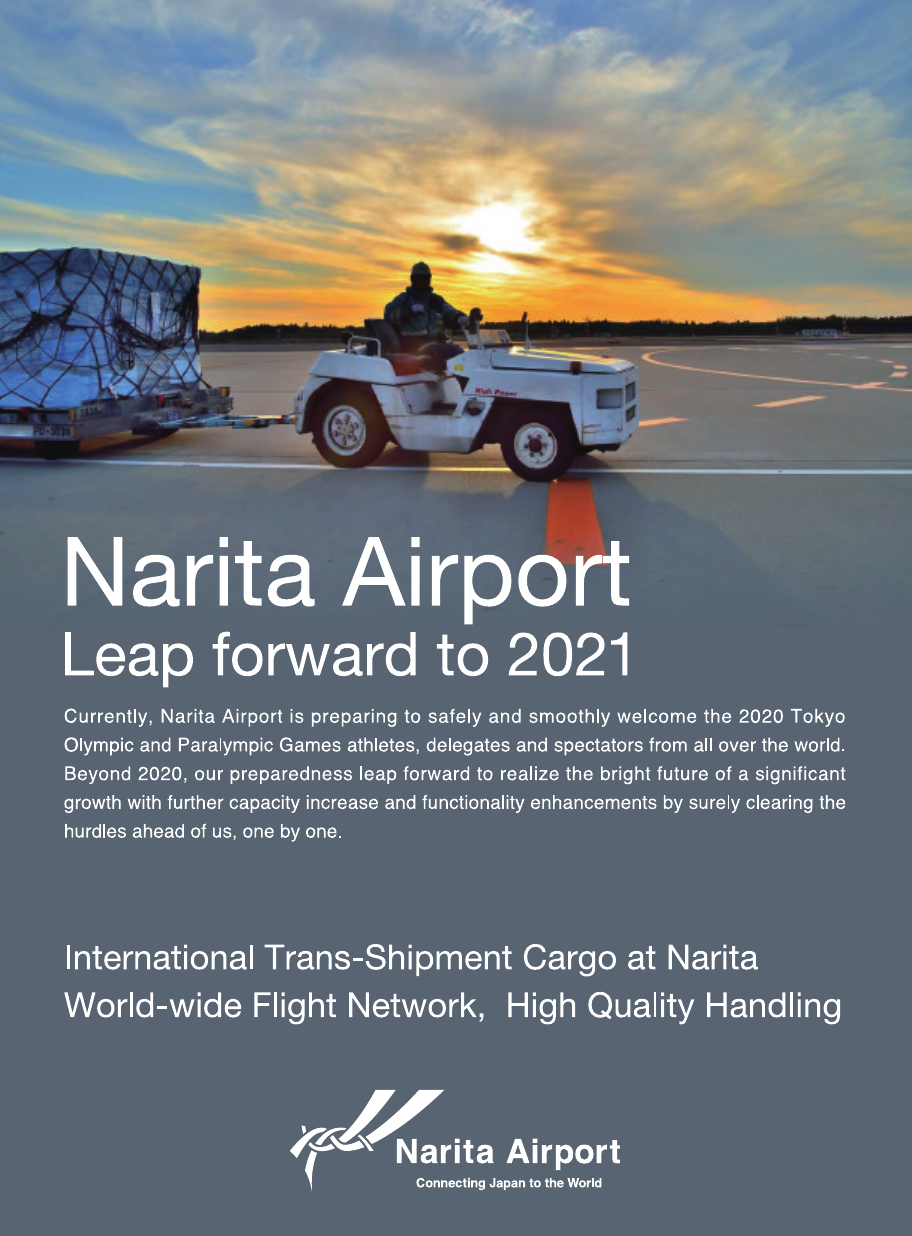 High Power
Narita Airport
Leap forward to 2021
Currently, Narita Airport is preparing to safely and smoothly welcome the 2020 Tokyo
Olympic and Paralympic Games athletes, delegates and spectators from all over the world.
Beyond 2020, our preparedness leap forward to realize the bright future of a significant
growth with further capacity increase and functionality enhancements by surely clearing the
hurdles ahead of us, one by one.
International Trans-Shipment Cargo at Narita
World-wide Flight Network, High Quality Handling
Narita Airport
Connecting Japan to the World